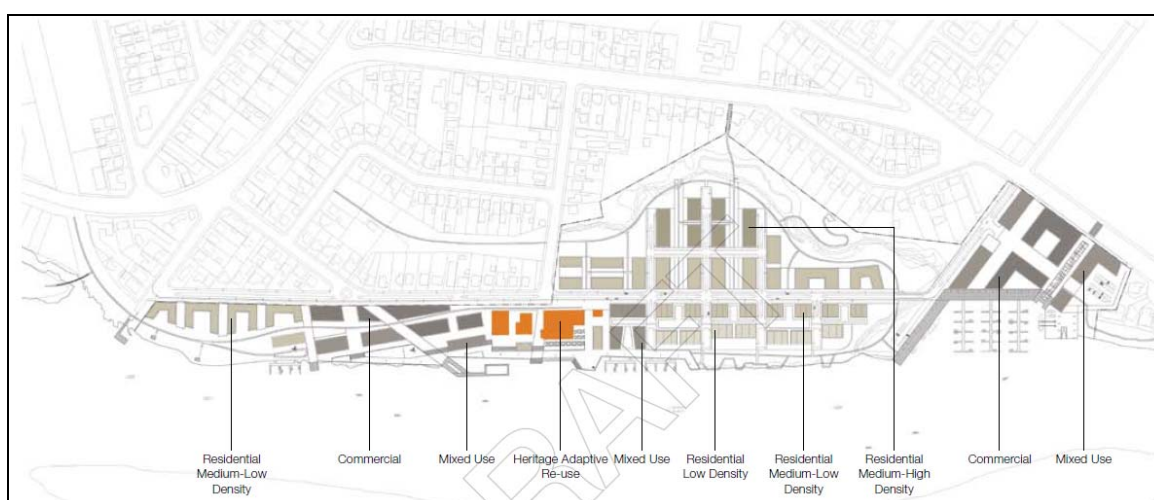 DRAFT
Residential
Medium-Low
Density
Commercial
Mixed Use
Heritage Adaptive
Re-use
Mixed Use
Residential
Low Density
Residential
Medium-Low
Density
Residential
Medium-High
Density
Commercial
Mixed Use